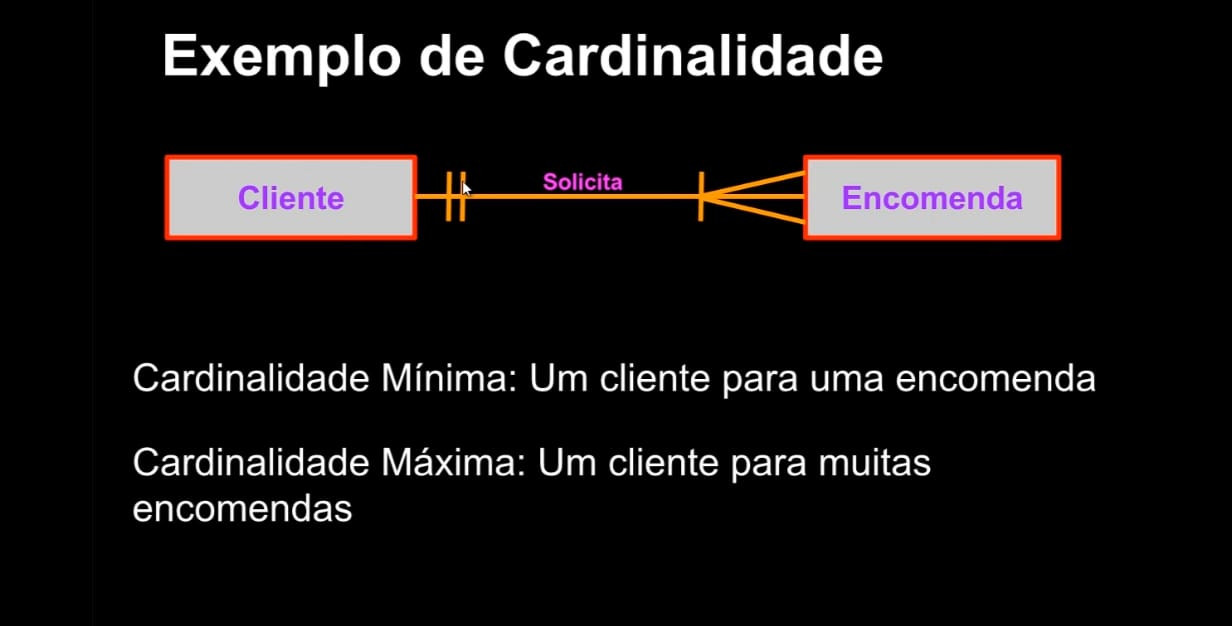 Exemplo de Cardinalidade
Cliente
Solicita
Encomenda
Cardinalidade Mínima: Um cliente para uma encomenda
Cardinalidade Máxima: Um cliente para muitas
encomendas